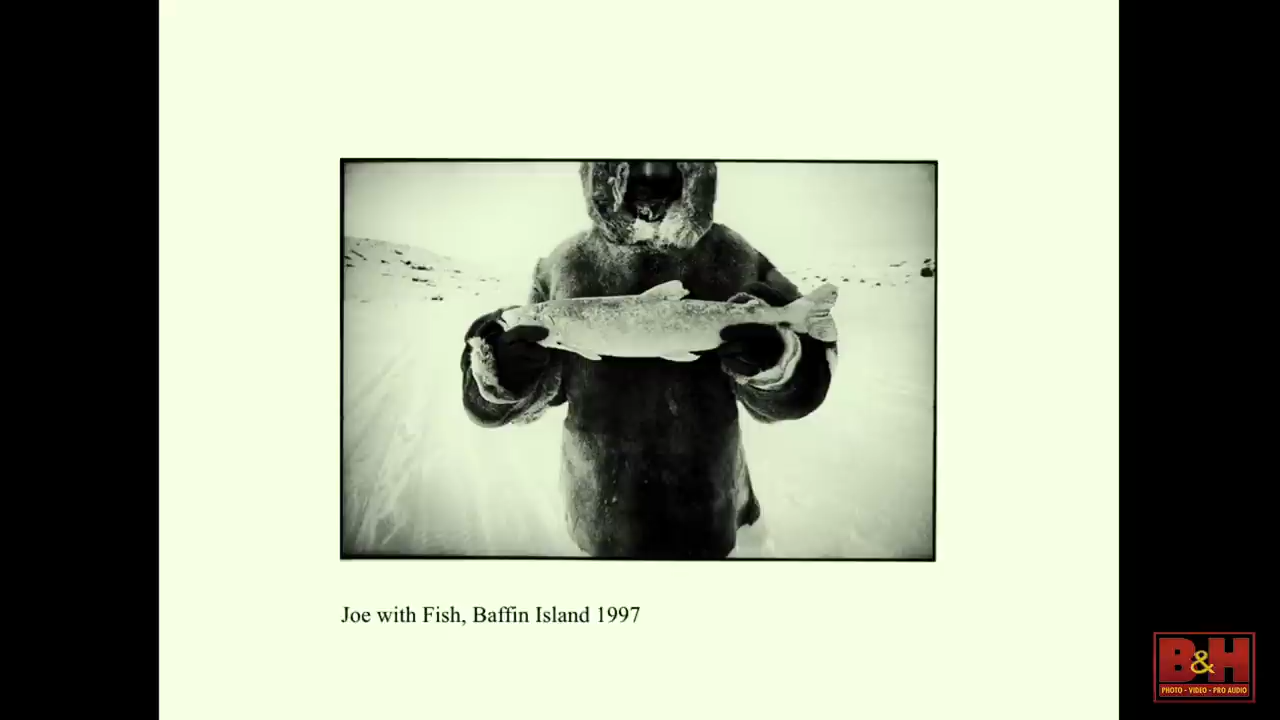 Joe with Fish, Baffin Island 1997
B&H
PHOTO - VIDEO - PRO AUDIO